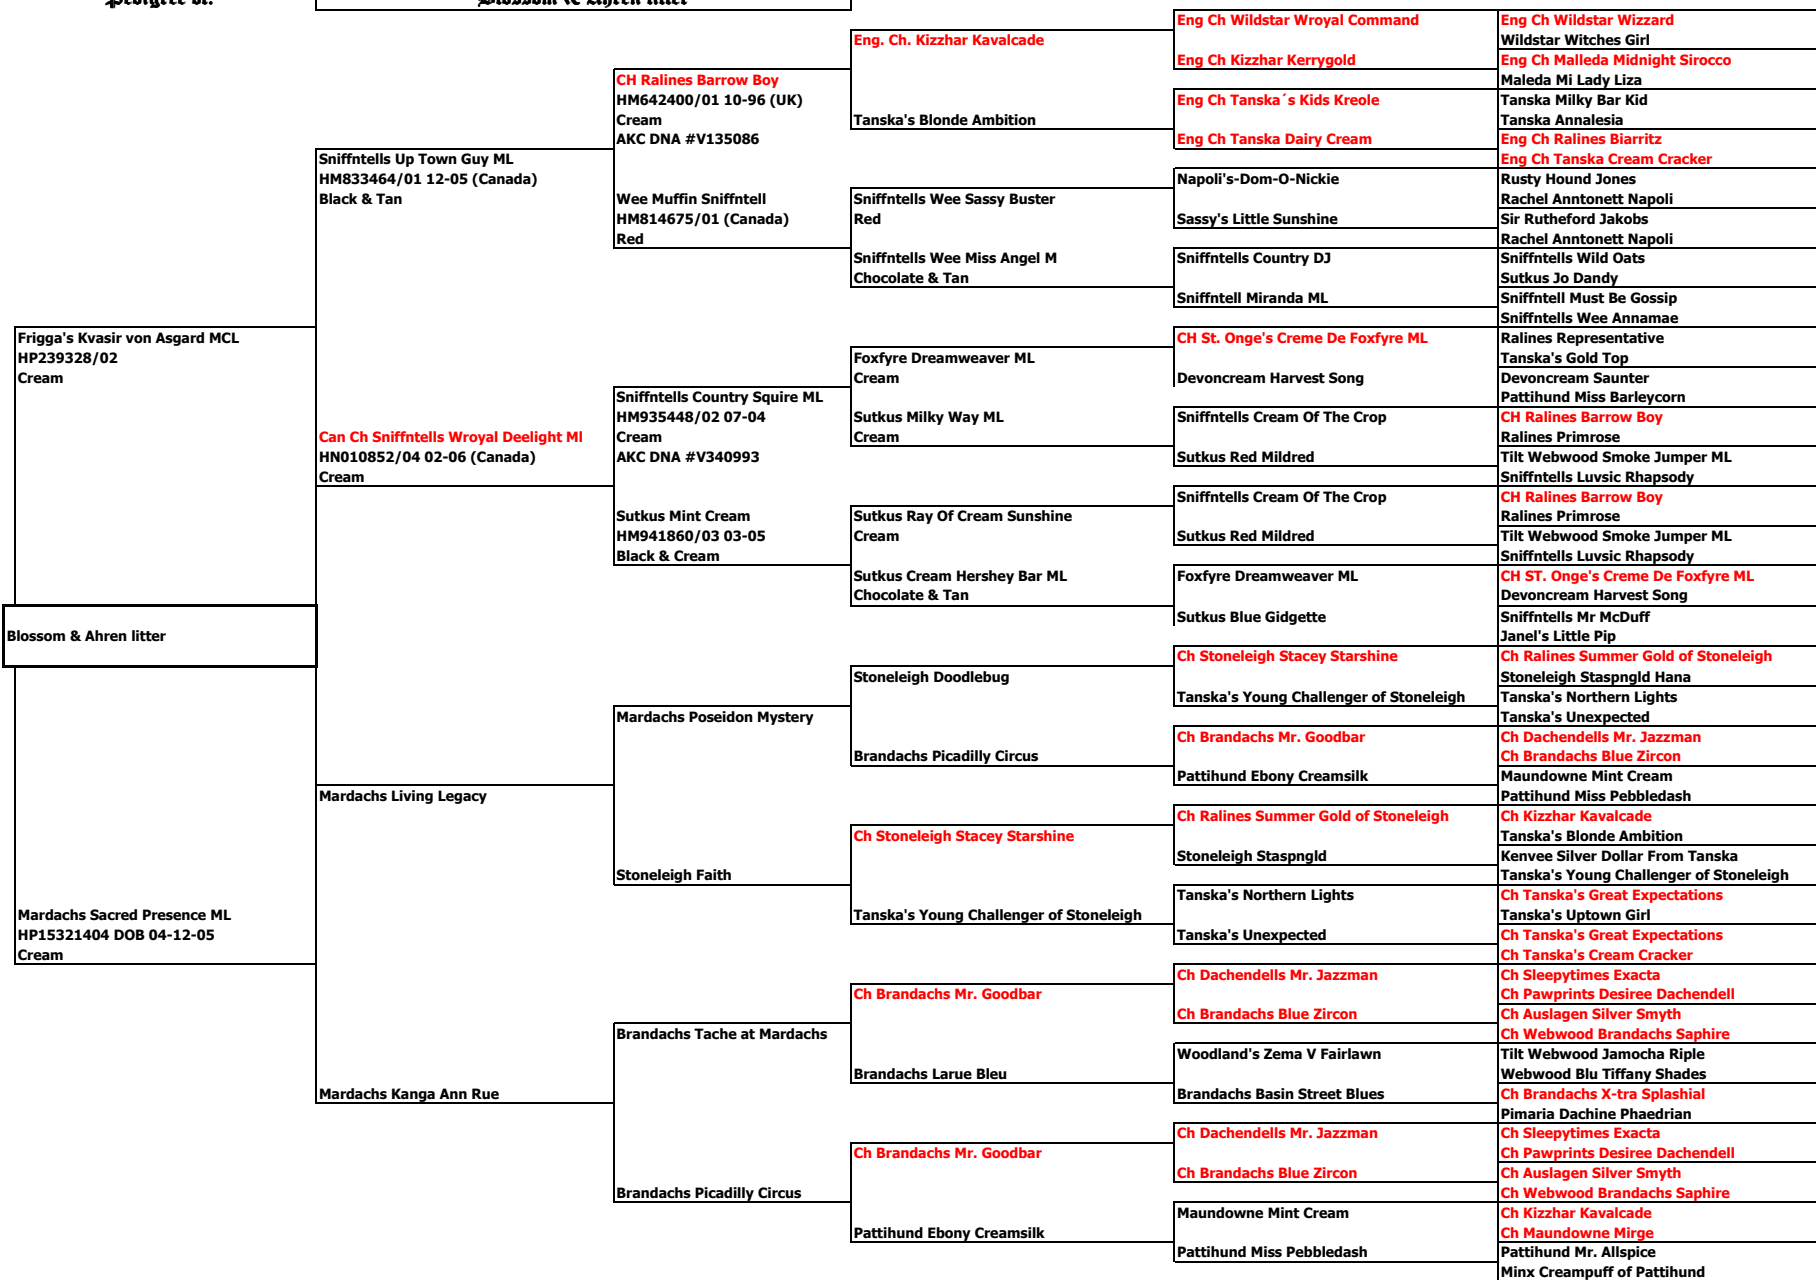 Pedigree of:
Blossom & Ahren litter
Blossom & Ahren litter
Frigga's Kvasir von Asgard MCL
HP239328/02
Cream
Mardachs Sacred Presence ML
HP15321404 DOB 04-12-05
Cream
Sniffntells Up Town Guy ML
HM833464/01 12-05 (Canada)
Black & Tan
Can Ch Sniffntells Wroyal Deelight Ml
HN010852/04 02-06 (Canada)
Cream
Mardachs Living Legacy
Mardachs Kanga Ann Rue
CH Ralines Barrow Boy
HM642400/01 10-96 (UK)
Cream
AKC DNA #V135086
Wee Muffin Sniffntell
HM814675/01 (Canada)
Red
Sniffntells Country Squire ML
HM935448/02 07-04
Cream
AKC DNA #V340993
Sutkus Mint Cream
HM941860/03 03-05
Black & Cream
Mardachs Poseidon Mystery
Stoneleigh Faith
Brandachs Tache at Mardachs
Brandachs Picadilly Circus
Eng. Ch. Kizzhar Kavalcade
Tanska's Blonde Ambition
Sniffntells Wee Sassy Buster
Red
Sniffntells Wee Miss Angel M
Chocolate & Tan
Foxfyre Dreamweaver ML
Cream
Sutkus Milky Way ML
Cream
Sutkus Ray Of Cream Sunshine
Cream
Sutkus Cream Hershey Bar ML
Chocolate & Tan
Stoneleigh Doodlebug
Brandachs Picadilly Circus
Ch Stoneleigh Stacey Starshine
Tanska's Young Challenger of Stoneleigh
Ch Brandachs Mr. Goodbar
Brandachs Larue Bleu
Ch Brandachs Mr. Goodbar
Pattihund Ebony Creamsilk
Eng Ch Wildstar Wroyal Command
Eng Ch Kizzhar Kerrygold
Eng Ch Tanska´s Kids Kreole
Eng Ch Tanska Dairy Cream
Napoli's-Dom-O-Nickie
Sassy's Little Sunshine
Sniffntells Country DJ
Sniffntell Miranda ML
CH St. Onge's Creme De Foxfyre ML
Devoncream Harvest Song
Sniffntells Cream Of The Crop
Sutkus Red Mildred
Sniffntells Cream Of The Crop
Sutkus Red Mildred
Foxfyre Dreamweaver ML
Sutkus Blue Gidgette
Ch Stoneleigh Stacey Starshine
Tanska's Young Challenger of Stoneleigh
Ch Brandachs Mr. Goodbar
Pattihund Ebony Creamsilk
Ch Ralines Summer Gold of Stoneleigh
Stoneleigh Staspngld
Tanska's Northern Lights
Tanska's Unexpected
Ch Dachendells Mr. Jazzman
Ch Brandachs Blue Zircon
Woodland's Zema V Fairlawn
Brandachs Basin Street Blues
Ch Dachendells Mr. Jazzman
Ch Brandachs Blue Zircon
Maundowne Mint Cream
Pattihund Miss Pebbledash
Eng Ch Wildstar Wizzard
Wildstar Witches Girl
Eng Ch Malleda Midnight Sirocco
Maleda Mi Lady Liza
Tanska Milky Bar Kid
Tanska Annalesia
Eng Ch Ralines Biarritz
Eng Ch Tanska Cream Cracker
Rusty Hound Jones
Rachel Anntonett Napoli
Sir Rutheford Jakobs
Rachel Anntonett Napoli
Sniffntells Wild Oats
Sutkus Jo Dandy
Sniffntell Must Be Gossip
Sniffntells Wee Annamae
Ralines Representative
Tanska's Gold Top
Devoncream Saunter
Pattihund Miss Barleycorn
CH Ralines Barrow Boy
Ralines Primrose
Tilt Webwood Smoke Jumper ML
Sniffntells Luvsic Rhapsody
CH Ralines Barrow Boy
Ralines Primrose
Tilt Webwood Smoke Jumper ML
Sniffntells Luvsic Rhapsody
CH ST. Onge's Creme De Foxfyre ML
Devoncream Harvest Song
Sniffntells Mr McDuff
Janel's Little Pip
Ch Ralines Summer Gold of Stoneleigh
Stoneleigh Staspngld Hana
Tanska's Northern Lights
Tanska's Unexpected
Ch Dachendells Mr. Jazzman
Ch Brandachs Blue Zircon
Maundowne Mint Cream
Pattihund Miss Pebbledash
Ch Kizzhar Kavalcade
Tanska's Blonde Ambition
Kenvee Silver Dollar From Tanska
Tanska's Young Challenger of Stoneleigh
Ch Tanska's Great Expectations
Tanska's Uptown Girl
Ch Tanska's Great Expectations
Ch Tanska's Cream Cracker
Ch Sleepytimes Exacta
Ch Pawprints Desiree Dachendell
Ch Auslagen Silver Smyth
Ch Webwood Brandachs Saphire
Tilt Webwood Jamocha Riple
Webwood Blu Tiffany Shades
Ch Brandachs X-tra Splashial
Pimaria Dachine Phaedrian
Ch Sleepytimes Exacta
Ch Pawprints Desiree Dachendell
Ch Auslagen Silver Smyth
Ch Webwood Brandachs Saphire
Ch Kizzhar Kavalcade
Ch Maundowne Mirge
Pattihund Mr. Allspice
Minx Creampuff of Pattihund